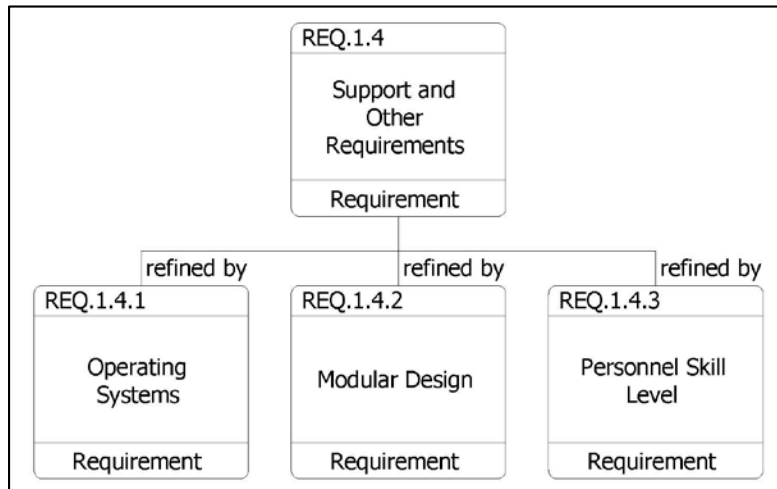 REQ.1.4
Support and
Other
Requirements
Requirement
refined by
refined by
refined by
REQ.1.4.1
Operating
Systems
Requirement
REQ.1.4.2
Modular Design
Requirement
REQ.1.4.3
Personnel Skill
Level
Requirement